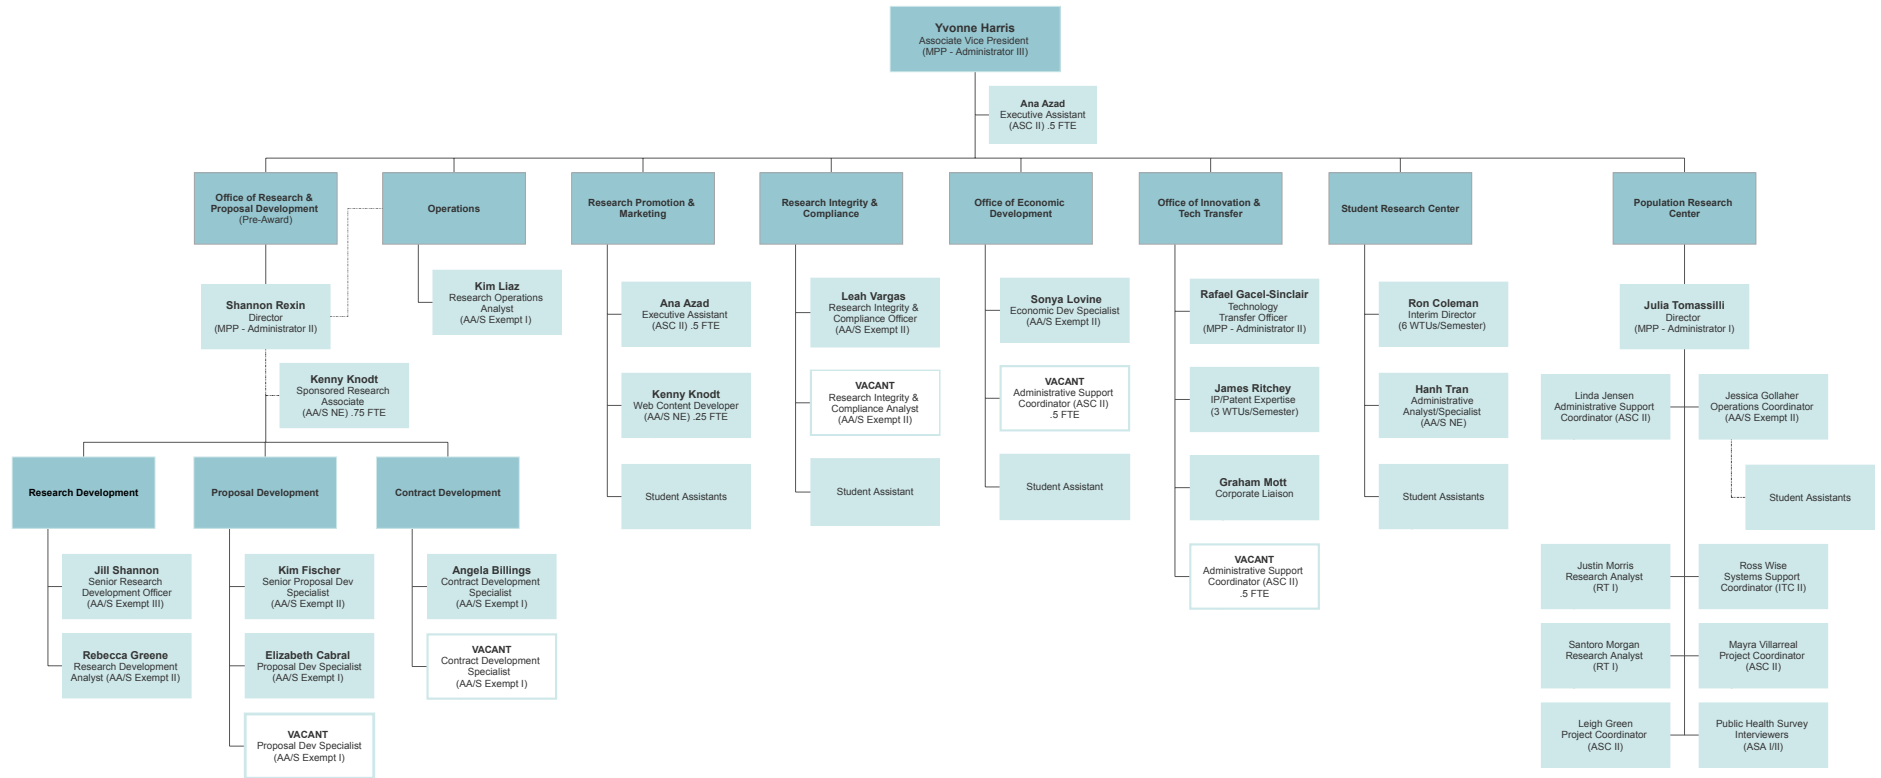 Yvonne Harris
Associate Vice President
(MPP - Administrator III)
Ana Azad
Executive Assistant
(ASC II) .5 FTE
Office of Research &
Proposal Development
(Pre-Award)
Operations
Research Promotion &
Marketing
Research Integrity &
Compliance
Office of Economic
Development
Office of Innovation &
Tech Transfer
Student Research Center
Population Research
Center
Shannon Rexin
Director
(MPP - Administrator II)
Kenny Knodt
Sponsored Research
Associate
(AA/S NE) .75 FTE
Research Development
Proposal Development
Contract Development
Jill Shannon
Senior Research
Development Officer
(AA/S Exempt III)
Rebecca Greene
Research Development
Analyst (AA/S Exempt II)
Kim Fischer
Senior Proposal Dev
Specialist
(AA/S Exempt II)
Elizabeth Cabral
Proposal Dev Specialist
(AA/S Exempt I)
VACANT
Proposal Dev Specialist
(AA/S Exempt I)
Angela Billings
Contract Development
Specialist
(AA/S Exempt I)
VACANT
Contract Development
Specialist
(AA/S Exempt I)
Kim Liaz
Research Operations
Analyst
(AA/S Exempt I)
Ana Azad
Executive Assistant
(ASC II) .5 FTE
Kenny Knodt
Web Content Developer
(AA/S NE) .25 FTE
Student Assistants
Leah Vargas
Research Integrity &
Compliance Officer
(AA/S Exempt II)
VACANT
Research Integrity &
Compliance Analyst
(AA/S Exempt II)
Student Assistant
Sonya Lovine
Economic Dev Specialist
(AA/S Exempt II)
VACANT
Administrative Support
Coordinator (ASC II)
.5 FTE
Student Assistant
Rafael Gacel-Sinclair
Technology
Transfer Officer
(MPP - Administrator II)
James Ritchey
IP/Patent Expertise
(3 WTUs/Semester)
Graham Mott
Corporate Liaison
VACANT
Administrative Support
Coordinator (ASC II)
.5 FTE
Ron Coleman
Interim Director
(6 WTUs/Semester)
Hanh Tran
Administrative
Analyst/Specialist
(AA/S NE)
Student Assistants
Julia Tomassilli
Director
(MPP - Administrator I)
Linda Jensen
Administrative Support
Coordinator (ASC II)
Jessica Gollaher
Operations Coordinator
(AA/S Exempt II)
Student Assistants
Justin Morris
Research Analyst
(RT I)
Ross Wise
Systems Support
Coordinator (ITC II)
Santoro Morgan
Research Analyst
(RT I)
Mayra Villarreal
Project Coordinator
(ASC II)
Leigh Green
Project Coordinator
(ASC II)
Public Health Survey
Interviewers
(ASA I/II)